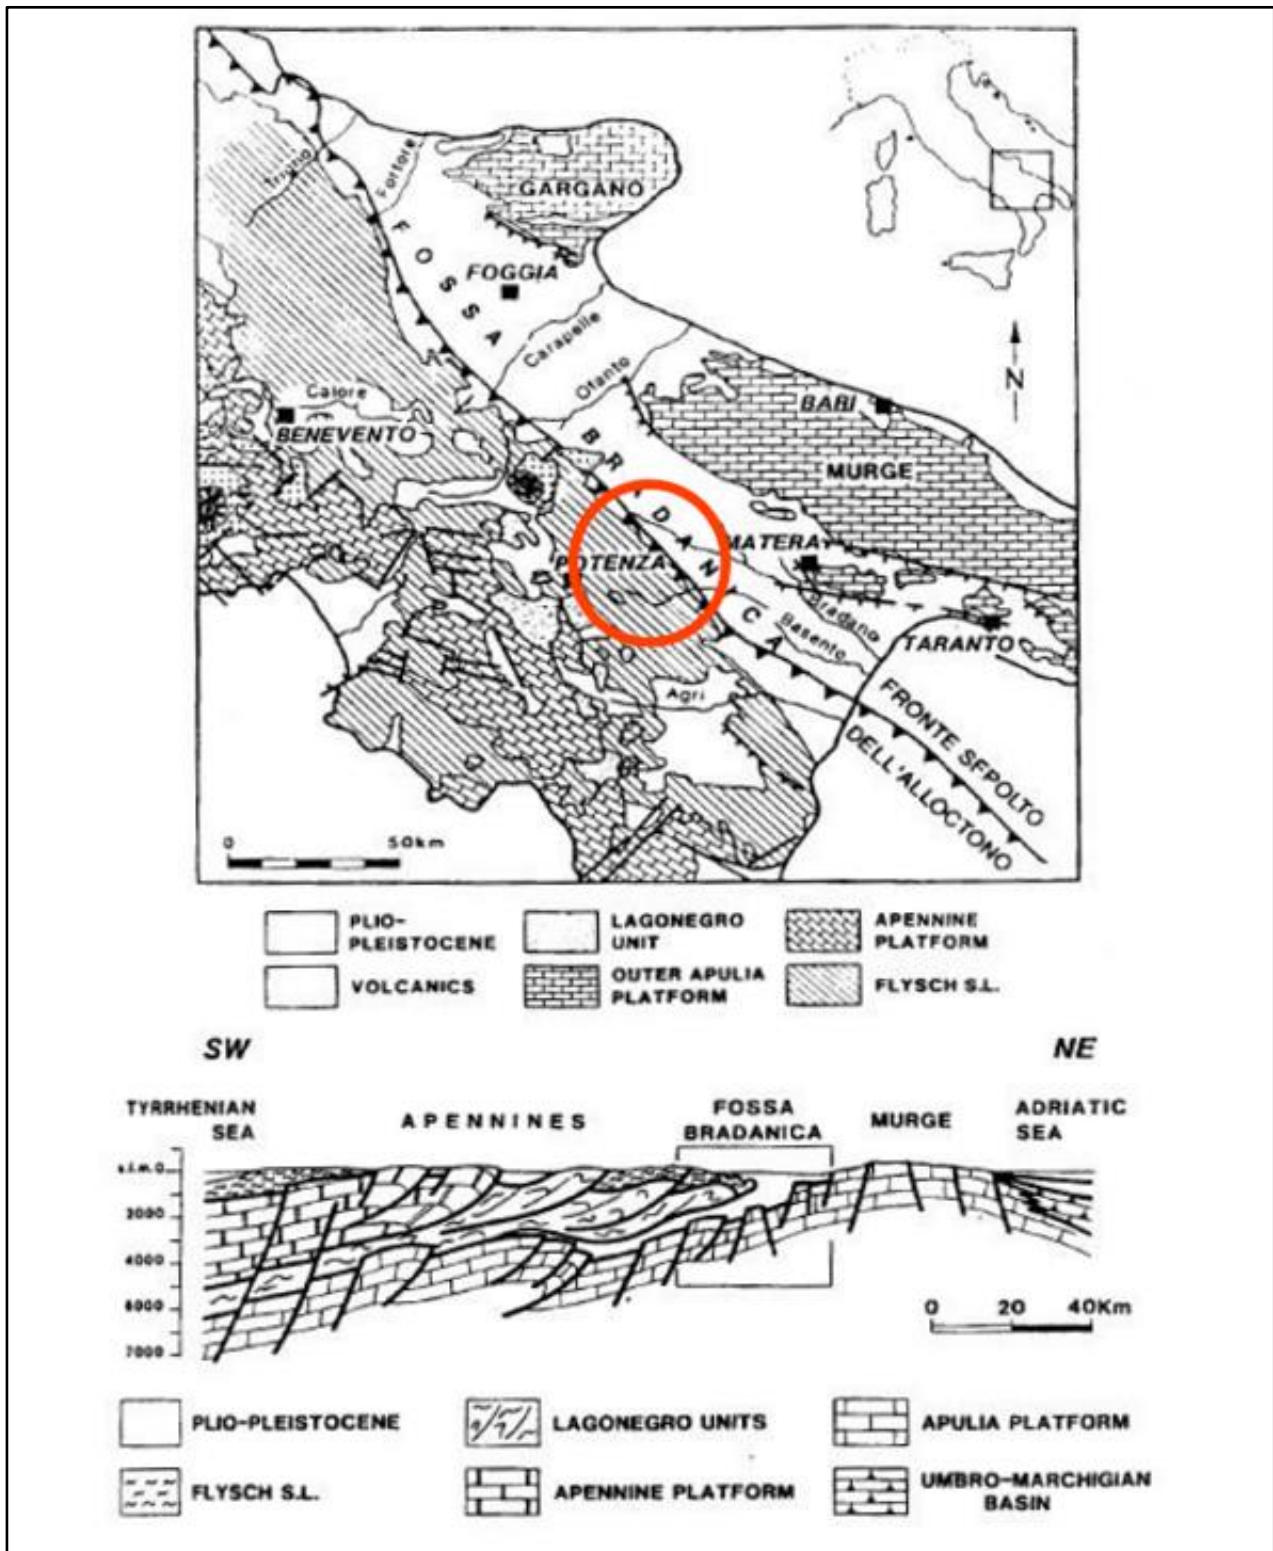 Trigno
Fortore
GARGANO
FOSSA
FOGGIA
Carapelle
Ofanto
N
Calore
BENEVENTO
BARI
BRADANICA
MURGE
MATERA
POTENZA
Bradano
Basento
TARANTO
Agri
FRONTE SEPOLTO
DELL'ALLOCTONO
0 50km
PLIO-
PLEISTOCENE
LAGONEGRO
UNIT
APENNINE
PLATFORM
VOLCANICS
OUTER APULIA
PLATFORM
FLYSCH S.L.
SW NE
TYRRHENIAN
SEA
APENNINES
FOSSA
BRADANICA
MURGE
ADRIATIC
SEA
0
2000
4000
6000
7000
0 20 40Km
PLIO-PLEISTOCENE
LAGONEGRO UNITS
APULIA PLATFORM
FLYSCH S.L.
APENNINE PLATFORM
UMBRO-MARCHIGIAN
BASIN